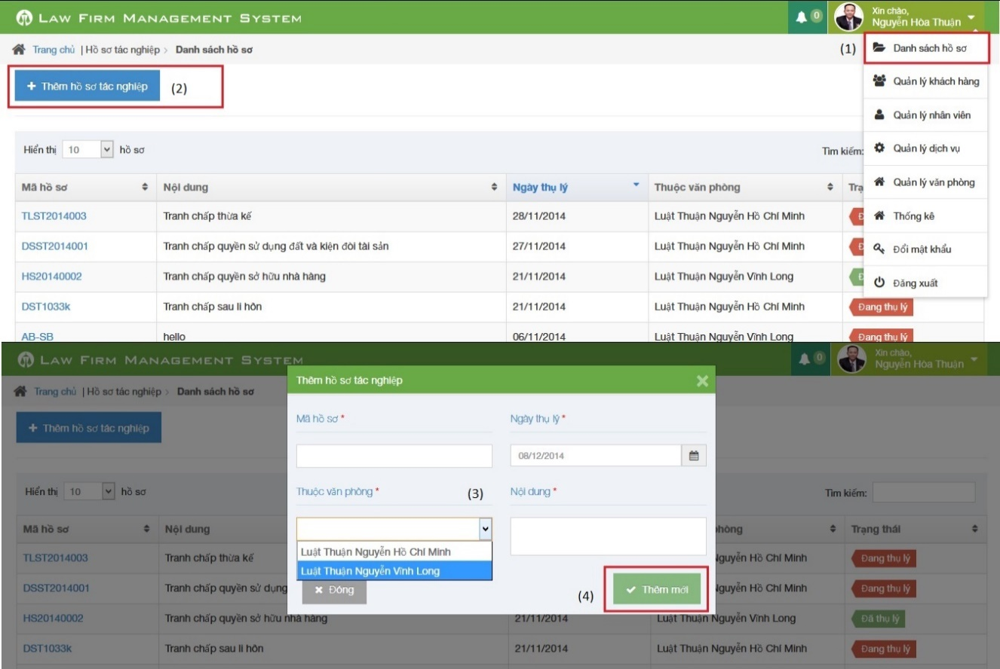 LAW FIRM MANAGEMENT SYSTEM
0
Xin chào,
Nguyễn Hòa Thuận
Trang chủ | Hồ sơ tác nghiệp > Danh sách hồ sơ
(1)
Danh sách hồ sơ
Quản lý khách hàng
Quản lý nhân viên
Quản lý dịch vụ
Quản lý văn phòng
Thống kê
Đổi mật khẩu
Đăng xuất
+ Thêm hồ sơ tác nghiệp
(2)
Hiển thị 10 hồ sơ
Tìm kiếm:
Mã hồ sơ Nội dung Ngày thụ lý Thuộc văn phòng Trạ
TLST2014003 Tranh chấp thừa kế 28/11/2014 Luật Thuận Nguyễn Hồ Chí Minh Đ
DSST2014001 Tranh chấp quyền sử dụng đất và kiện đòi tài sản 27/11/2014 Luật Thuận Nguyễn Hồ Chí Minh Đ
HS20140002 Tranh chấp quyền sở hữu nhà hàng 21/11/2014 Luật Thuận Nguyễn Vĩnh Long Đ
DST1033k Tranh chấp sau li hôn 21/11/2014 Luật Thuận Nguyễn Hồ Chí Minh Đang thụ lý
AB-SB hello 06/11/2014 Luật Thuận Nguyễn Vĩnh Long Đang thụ lý
LAW FIRM MANAGEMENT SYSTEM
0
Xin chào,
Nguyễn Hòa Thuận
Trang chủ | Hồ sơ tác nghiệp > Danh sách hồ sơ
+ Thêm hồ sơ tác nghiệp
Thêm hồ sơ tác nghiệp
Mã hồ sơ * Ngày thụ lý *
08/12/2014
Thuộc văn phòng * (3) Nội dung *
Luật Thuận Nguyễn Hồ Chí Minh
Luật Thuận Nguyễn Vĩnh Long
Đóng
(4)
Thêm mới
Hiển thị 10 hồ sơ
Tìm kiếm:
Mã hồ sơ Nội dung phòng Trạng thái
TLST2014003 Tranh chấp thừa kế Nguyễn Hồ Chí Minh Đang thụ lý
DSST2014001 Tranh chấp quyền sử dụng Nguyễn Hồ Chí Minh Đang thụ lý
HS20140002 Tranh chấp quyền sở hữu nhà hàng 21/11/2014 Luật Thuận Nguyễn Vĩnh Long Đã thụ lý
DST1033k Tranh chấp sau li hôn 21/11/2014 Luật Thuận Nguyễn Hồ Chí Minh Đang thụ lý